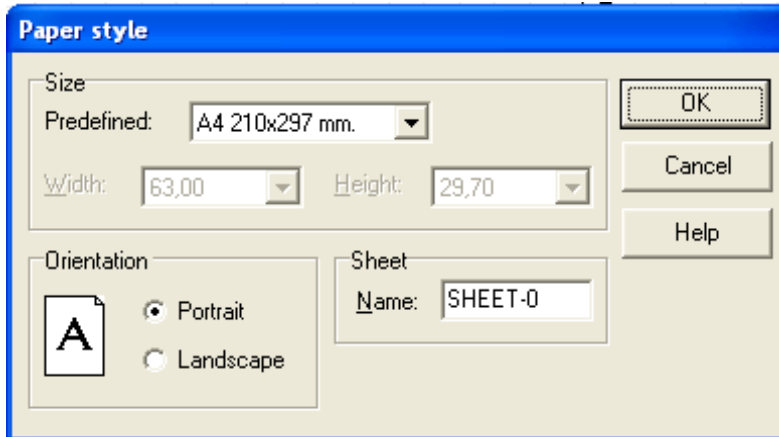 Paper style
Size
Predefined: A4 210x297 mm.
Width: 63,00 Height: 29,70
OK
Cancel
Help
Orientation
A
Portrait
Landscape
Sheet
Name: SHEET-0